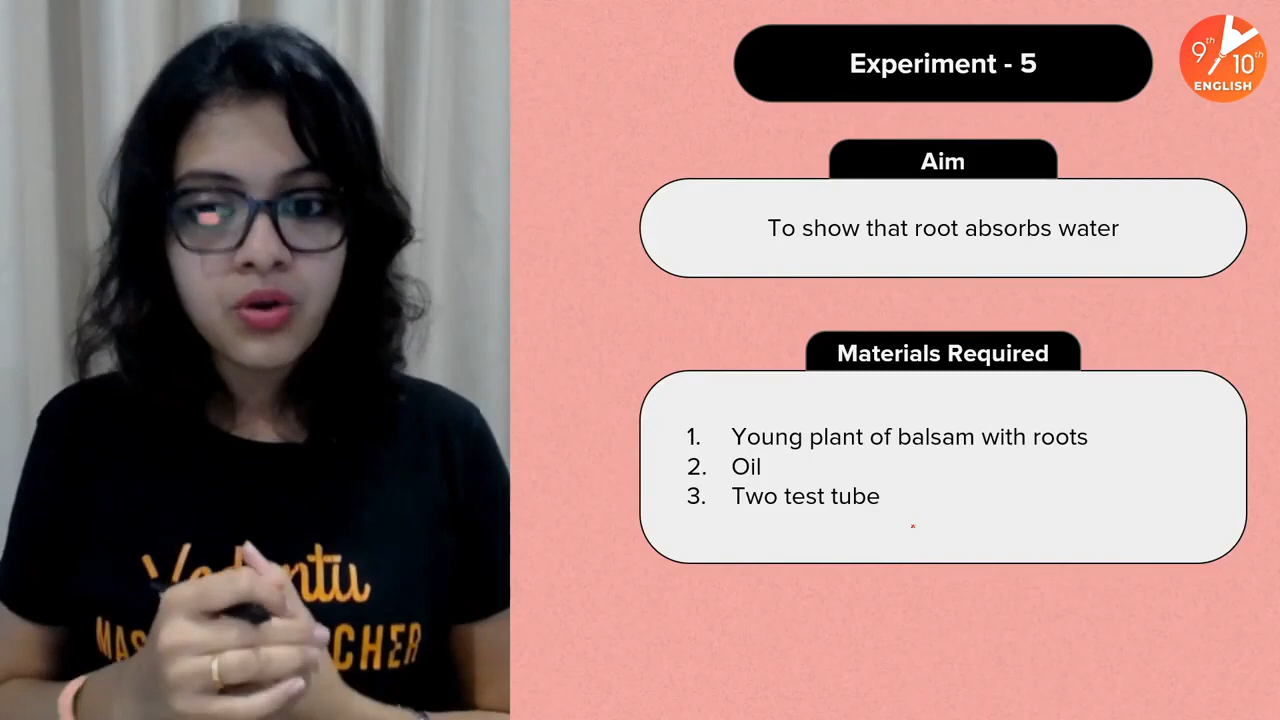 Experiment - 5
9th
10th
ENGLISH
Aim
To show that root absorbs water
Materials Required
1. Young plant of balsam with roots
2. Oil
3. Two test tube